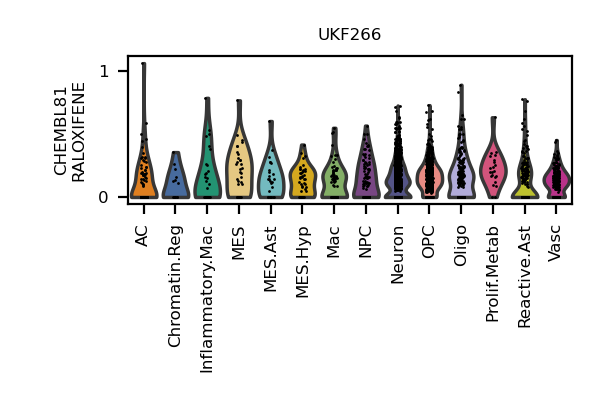 UKF266
CHEMBL81
RALOXIFENE
1
0
AC
Chromatin.Reg
Inflammatory.Mac
MES
MES.Ast
MES.Hyp
Mac
NPC
Neuron
OPC
Oligo
Prolif.Metab
Reactive.Ast
Vasc